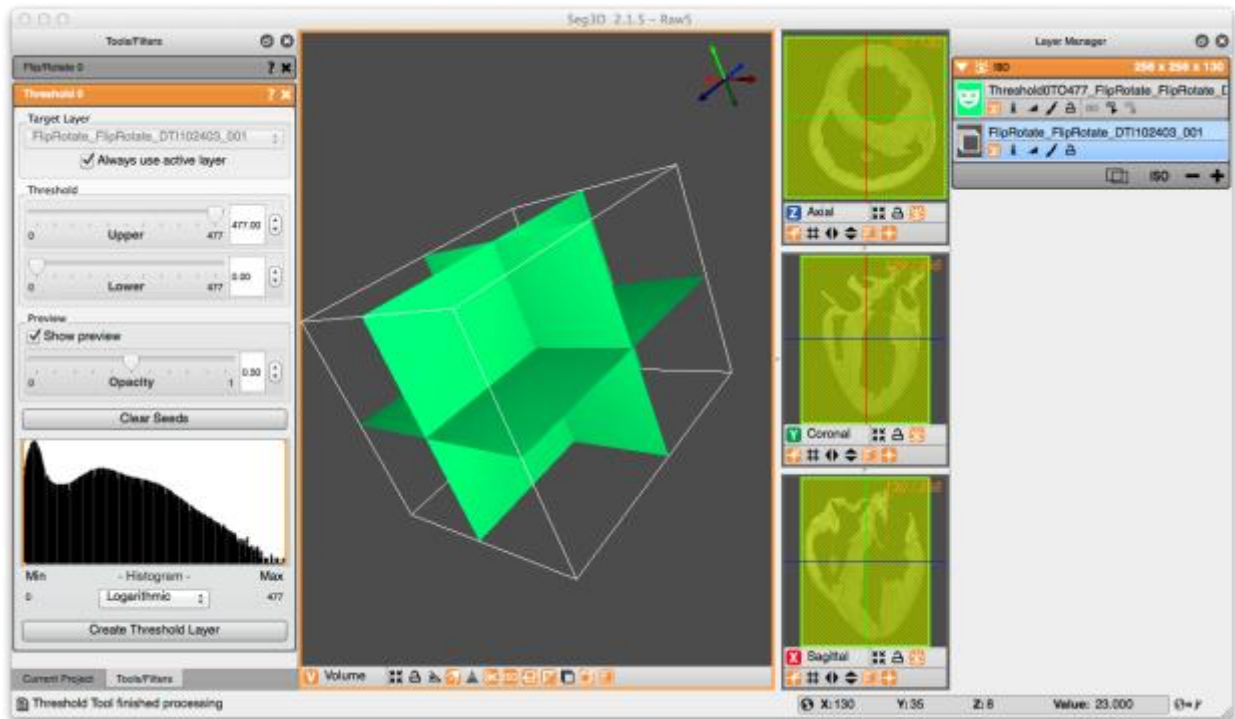 Seg3D 2.1.5 - Raw5
Tools/Filters
Flip/Rotate 0
?
Threshold 0
?
Target Layer
FlipRotate_FlipRotate_DTI102403_001
Always use active layer
Threshold
477.00
0 Upper 477
0.00
0 Lower 477
Preview
Show preview
0.50
0 Opacity 1
Clear Seeds
Min - Histogram - Max
0 Logarithmic 477
Create Threshold Layer
Current Project Tools/Filters
Threshold Tool finished processing
V Volume
Z Axial
Y Coronal
X Sagittal
Layer Manager
ISO 256 x 256 x 130
Threshold0TO477_FlipRotate_FlipRotate_D
FlipRotate_FlipRotate_DTI102403_001
ISO
X: 130 Y: 35 Z: 8 Value: 23.000